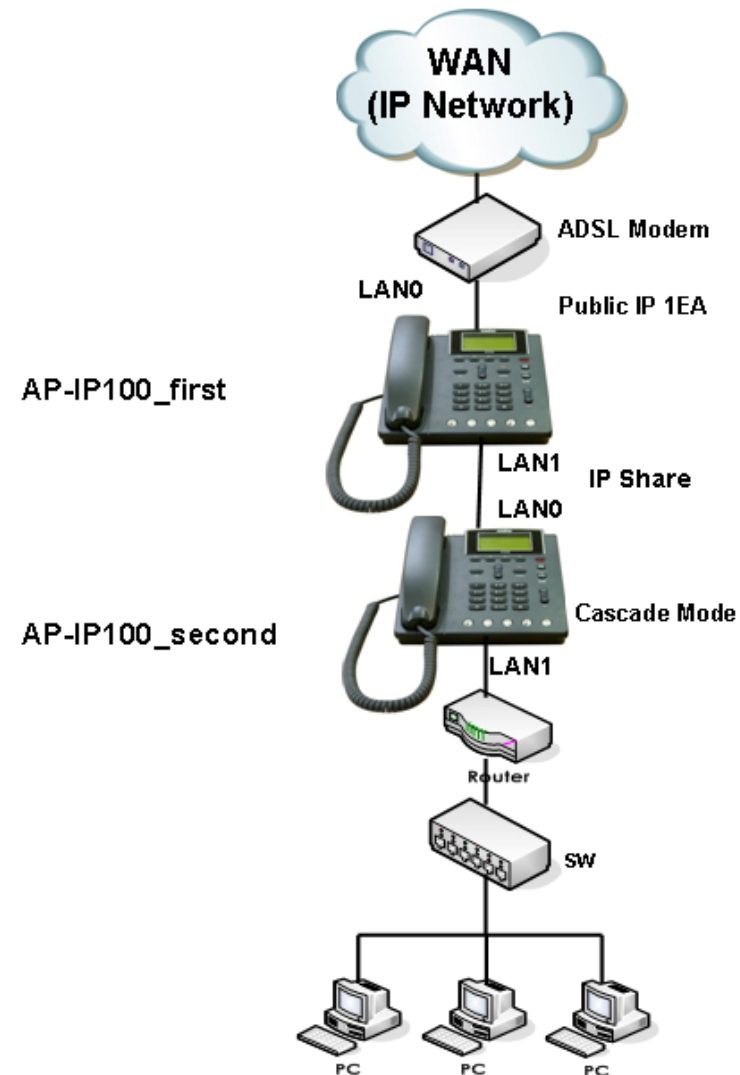 WAN
(IP Network)
ADSL Modem
LAN0
Public IP 1EA
AP-IP100_first
LAN1
IP Share
LAN0
Cascade Mode
AP-IP100_second
LAN1
Router
SW
PC
PC
PC